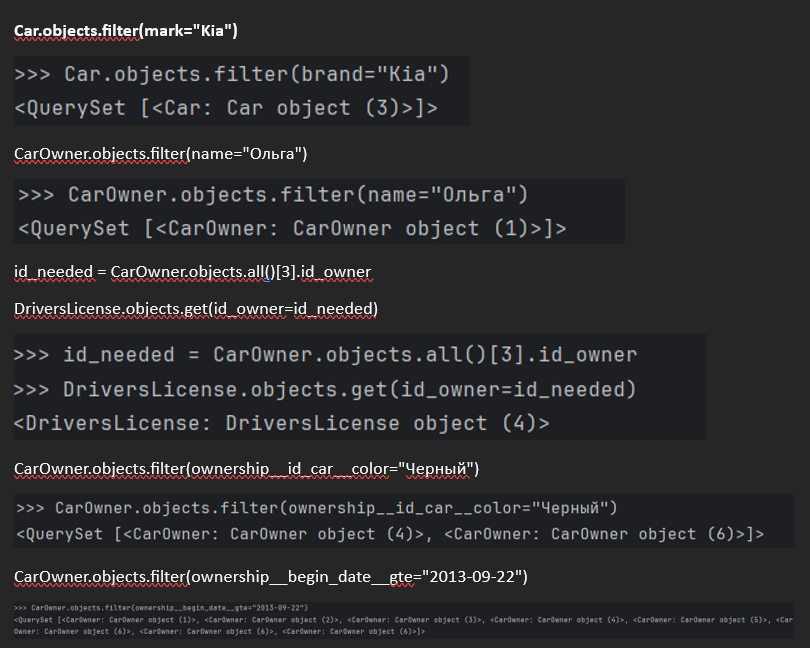 Car.objects.filter(mark="Kia")
>>> Car.objects.filter(brand="Kia")
<QuerySet [<Car: Car object (3)>]>
CarOwner.objects.filter(name="Ольга")
>>> CarOwner.objects.filter(name="Ольга")
<QuerySet [<CarOwner: CarOwner object (1)>]>
id_needed = CarOwner.objects.all()[3].id_owner
DriversLicense.objects.get(id_owner=id_needed)
>>> id_needed = CarOwner.objects.all()[3].id_owner
>>> DriversLicense.objects.get(id_owner=id_needed)
<DriversLicense: DriversLicense object (4)>
CarOwner.objects.filter(ownership__id_car__color="Черный")
>>> CarOwner.objects.filter(ownership__id_car__color="Черный")
<QuerySet [<CarOwner: CarOwner object (4)>, <CarOwner: CarOwner object (6)>]>
CarOwner.objects.filter(ownership__begin_date__gte="2013-09-22")
>>> CarOwner.objects.filter(ownership__begin_date__gte="2013-09-22")
<QuerySet [<CarOwner: CarOwner object (1)>, <CarOwner: CarOwner object (2)>, <CarOwner: CarOwner object (3)>, <CarOwner: CarOwner object (4)>, <CarOwner: CarOwner object (5)>, <Car
Owner: CarOwner object (6)>, <CarOwner: CarOwner object (6)>, <CarOwner: CarOwner object (6)>]>